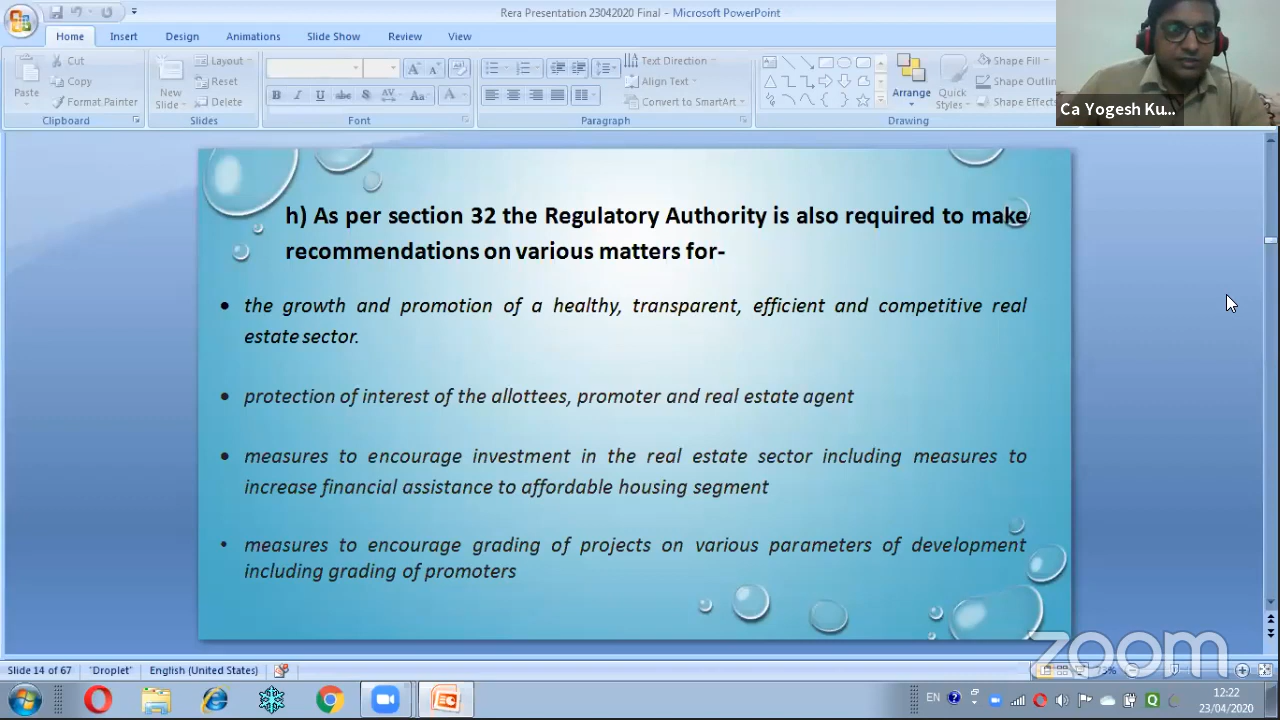 Rera Presentation 23042020 Final - Microsoft PowerPoint
Home Insert Design Animations Slide Show Review View
Cut
Copy
Format Painter
Paste
Clipboard
New
Slide
Layout
Reset
Delete
Slides
B I U abc S AV Aa A
Font
Text Direction
Align Text
Convert to SmartArt
Paragraph
Arrange
Quick
Styles
Shape Fill
Shape Outlin
Shape Effects
Drawing
Ca Yogesh Ku...
h) As per section 32 the Regulatory Authority is also required to make
recommendations on various matters for-
• the growth and promotion of a healthy, transparent, efficient and competitive real
estate sector.
• protection of interest of the allottees, promoter and real estate agent
• measures to encourage investment in the real estate sector including measures to
increase financial assistance to affordable housing segment
• measures to encourage grading of projects on various parameters of development
including grading of promoters
zoom
Slide 14 of 67 "Droplet" English (United States)
EN 12:22
23/04/2020